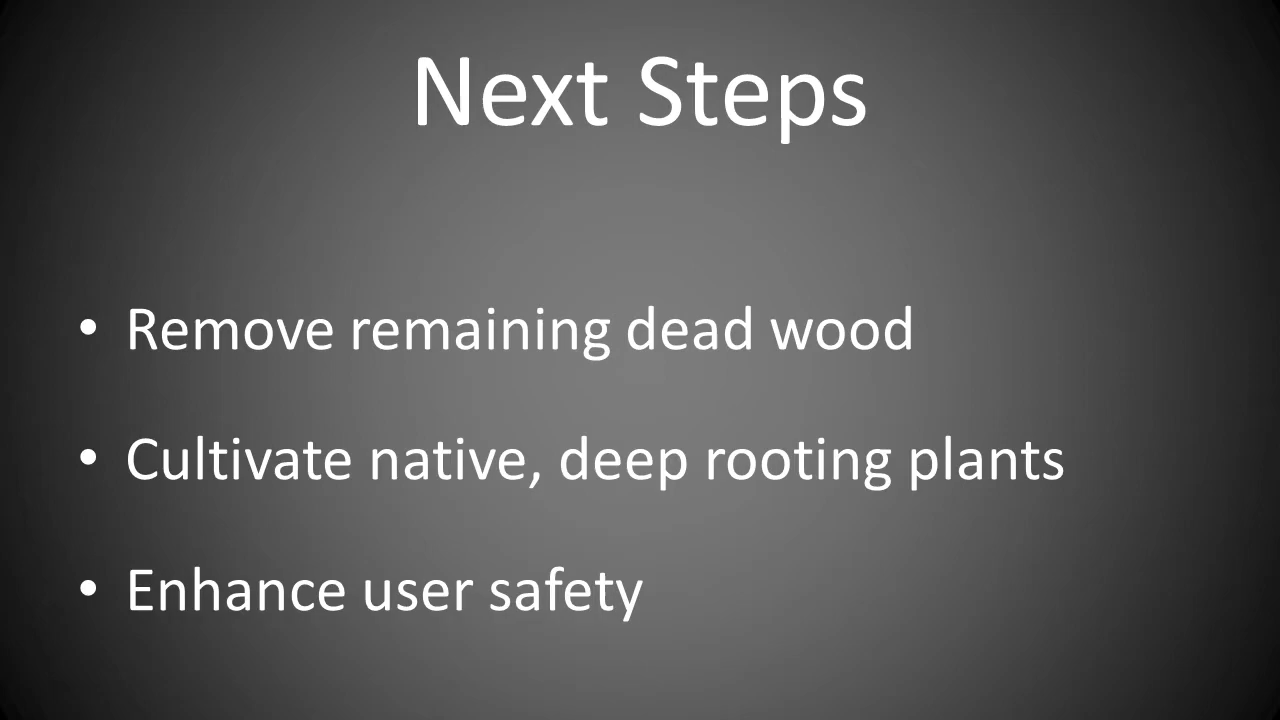 Next Steps
• Remove remaining dead wood
• Cultivate native, deep rooting plants
• Enhance user safety